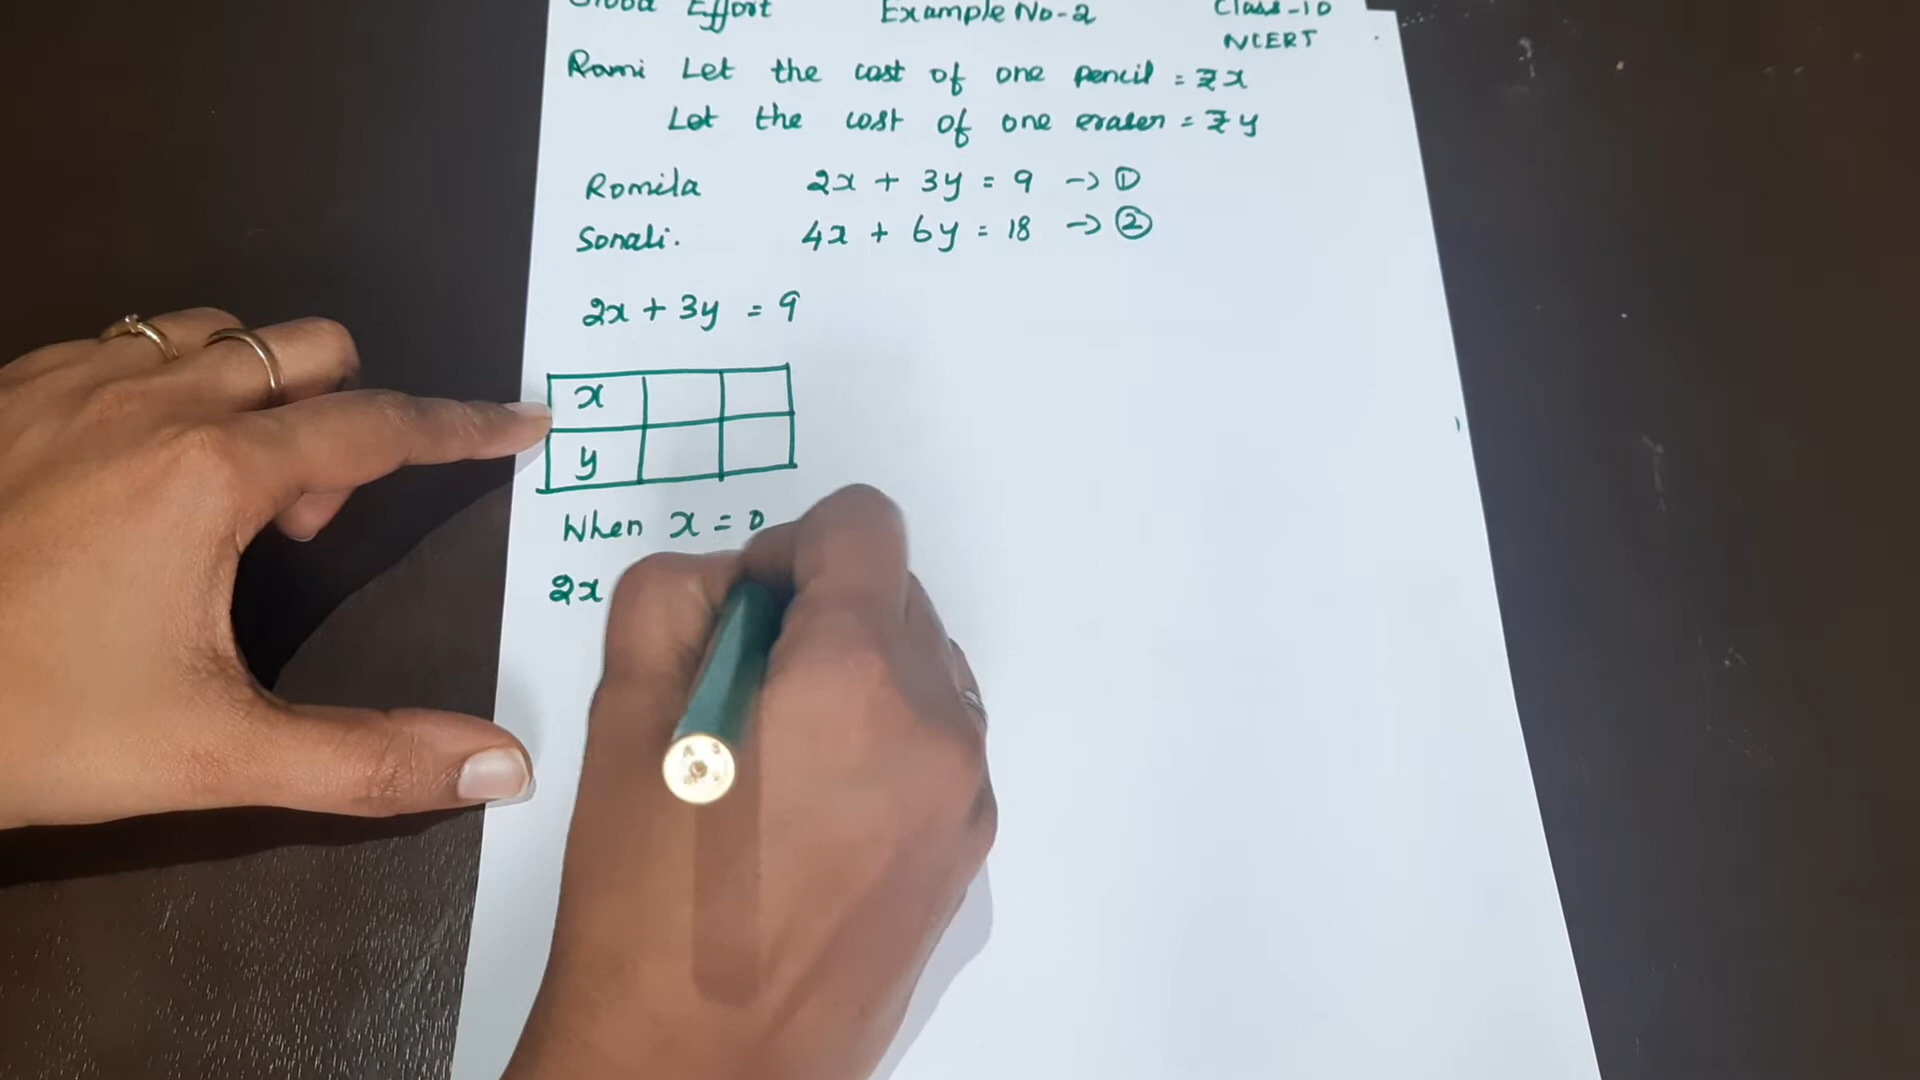 Effort Example No-2 Class-10
NCERT
Rami Let the cost of one pencil = ₹x
Let the cost of one eraser = ₹y
Romila 2x + 3y = 9 -> ①
Sonali. 4x + 6y = 18 -> ②
2x + 3y = 9
x
y
When x = 0
2x